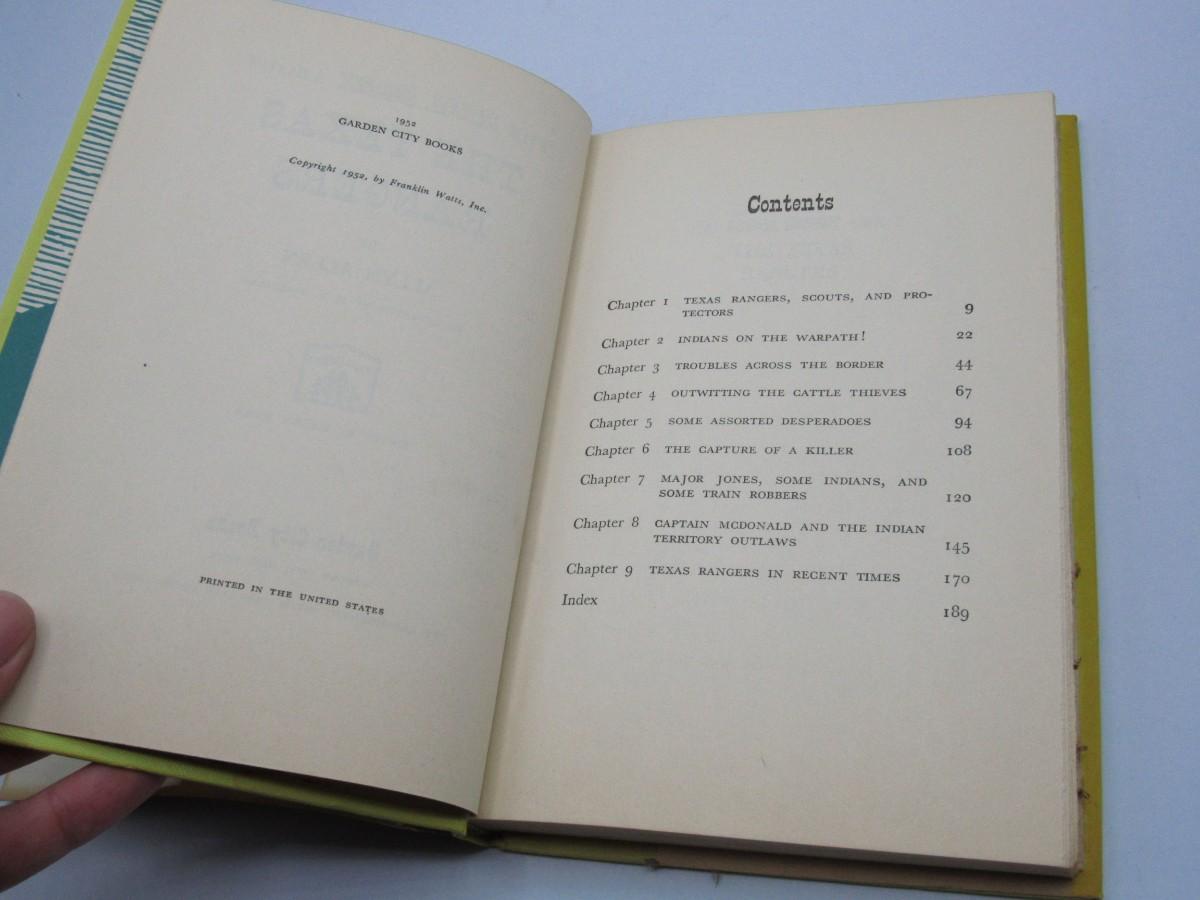 1952
GARDEN CITY BOOKS
Copyright 1952, by Franklin Watts, Inc.
PRINTED IN THE UNITED STATES
Contents
Chapter 1 TEXAS RANGERS, SCOUTS, AND PRO-
TECTORS 9
Chapter 2 INDIANS ON THE WARPATH! 22
Chapter 3 TROUBLES ACROSS THE BORDER 44
Chapter 4 OUTWITTING THE CATTLE THIEVES 67
Chapter 5 SOME ASSORTED DESPERADOES 94
Chapter 6 THE CAPTURE OF A KILLER 108
Chapter 7 MAJOR JONES, SOME INDIANS, AND
SOME TRAIN ROBBERS 120
Chapter 8 CAPTAIN MCDONALD AND THE INDIAN
TERRITORY OUTLAWS 145
Chapter 9 TEXAS RANGERS IN RECENT TIMES 170
Index 189